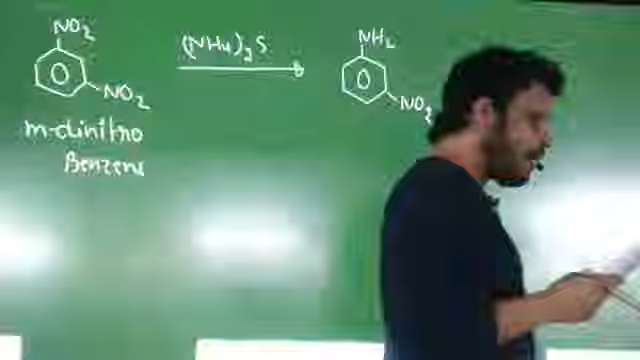 NO2
NO2
m-dinitro
Benzene
(NH4)2S
NH2
NO2